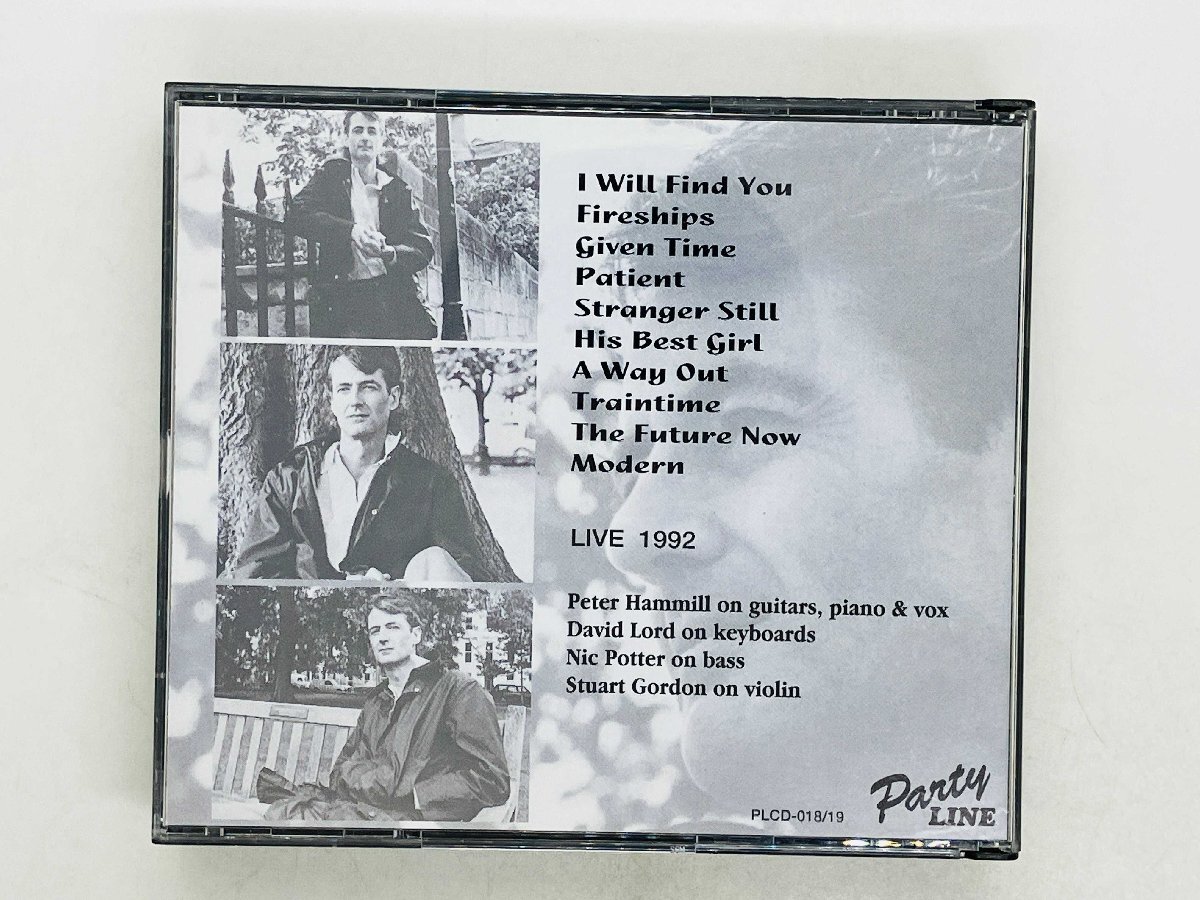 I Will Find You
Fireships
Given Time
Patient
Stranger Still
His Best Girl
A Way Out
Traintime
The Future Now
Modern
LIVE 1992
Peter Hammill on guitars, piano & vox
David Lord on keyboards
Nic Potter on bass
Stuart Gordon on violin
PLCD-018/19
Party
LINE